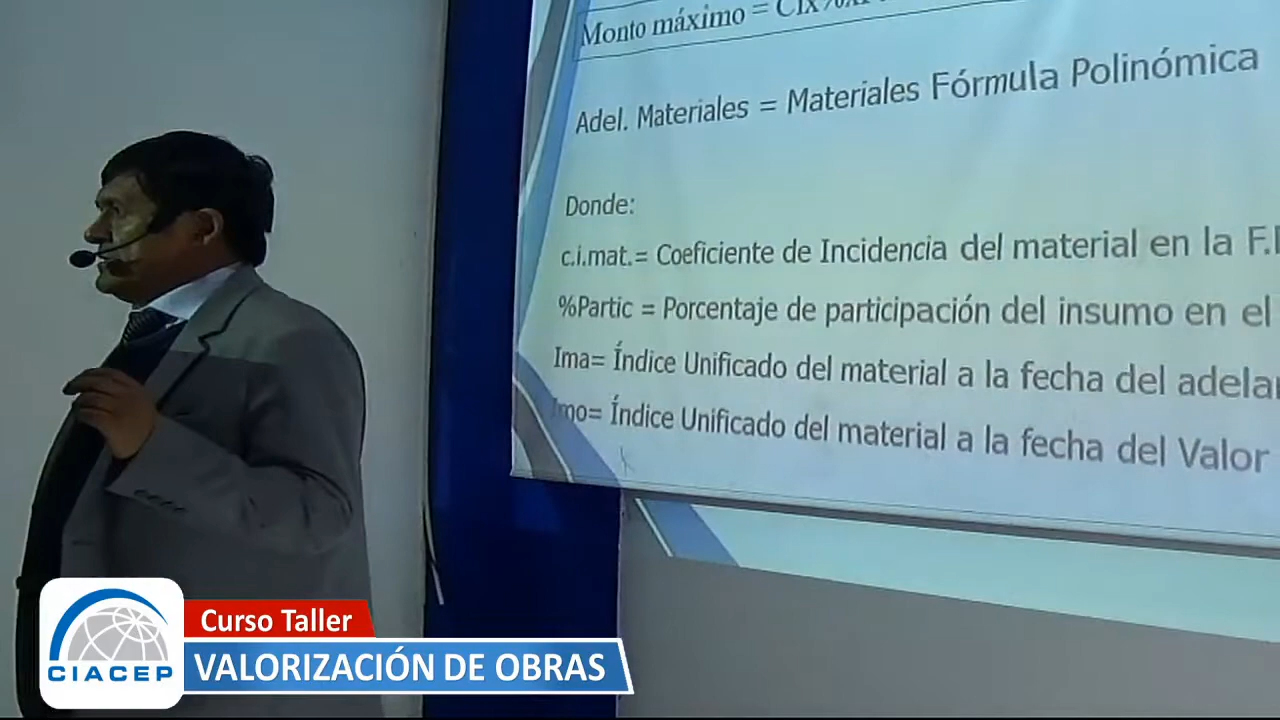 Monto máximo =
Adel. Materiales = Materiales Fórmula Polinómica
Donde:
c.i.mat.= Coeficiente de Incidencia del material en la
%Partic = Porcentaje de participación del insumo en el
Ima= Índice Unificado del material a la fecha del
Imo= Índice Unificado del material a la fecha del Valor
Curso Taller
CIACEP
VALORIZACIÓN DE OBRAS